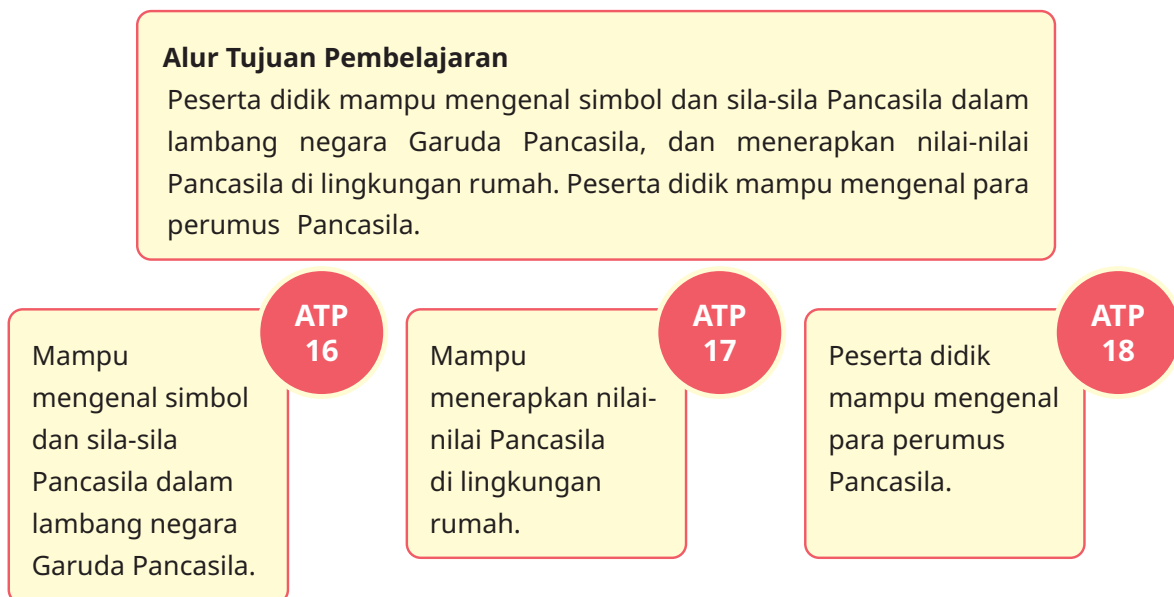 Alur Tujuan Pembelajaran
Peserta didik mampu mengenal simbol dan sila-sila Pancasila dalam
lambang negara Garuda Pancasila, dan menerapkan nilai-nilai
Pancasila di lingkungan rumah. Peserta didik mampu mengenal para
perumus Pancasila.
ATP
16
Mampu
mengenal simbol
dan sila-sila
Pancasila dalam
lambang negara
Garuda Pancasila.
ATP
17
Mampu
menerapkan nilai-
nilai Pancasila
di lingkungan
rumah.
ATP
18
Peserta didik
mampu mengenal
para perumus
Pancasila.